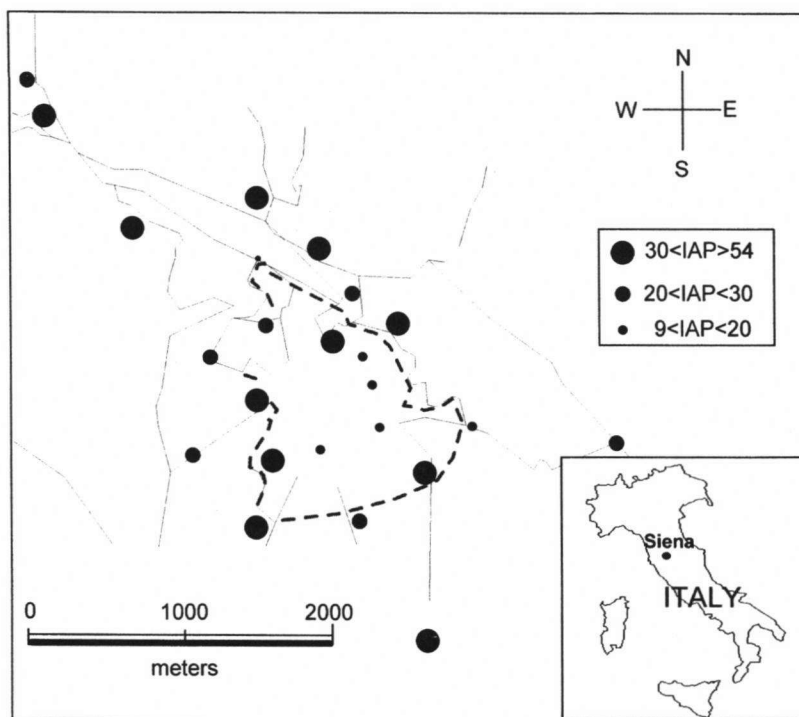 N
W E
S
30<IAP>54
20<IAP<30
9<IAP<20
Siena
ITALY
0 1000 2000
meters